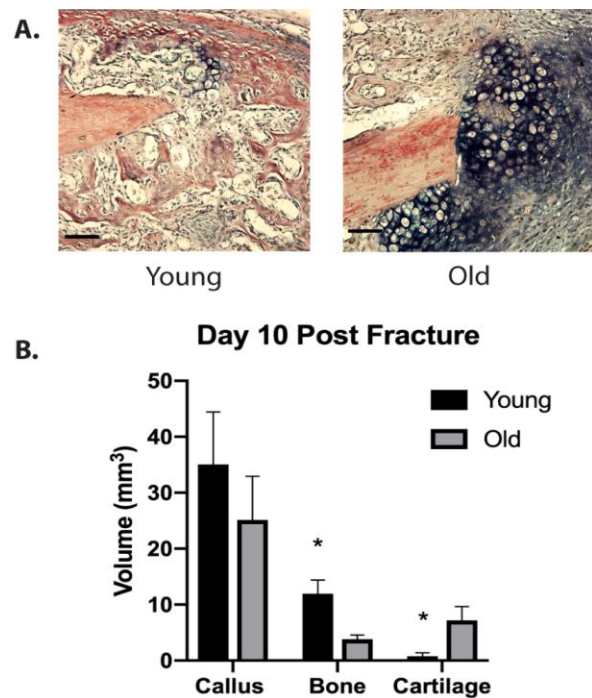 A.
Young
Old
B.
Day 10 Post Fracture
Volume (mm³)
50
40
30
20
10
0
Young
Old
*
*
Callus
Bone
Cartilage